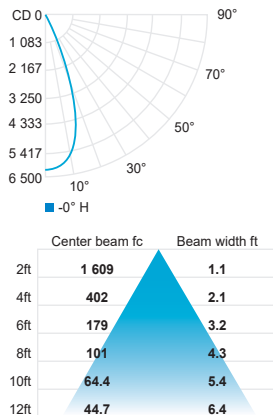 CD 0
90°
1 083
2 167
70°
3 250
4 333
50°
5 417
30°
6 500
10°
-0° H
Center beam fc Beam width ft
2ft 1 609 1.1
4ft 402 2.1
6ft 179 3.2
8ft 101 4.3
10ft 64.4 5.4
12ft 44.7 6.4